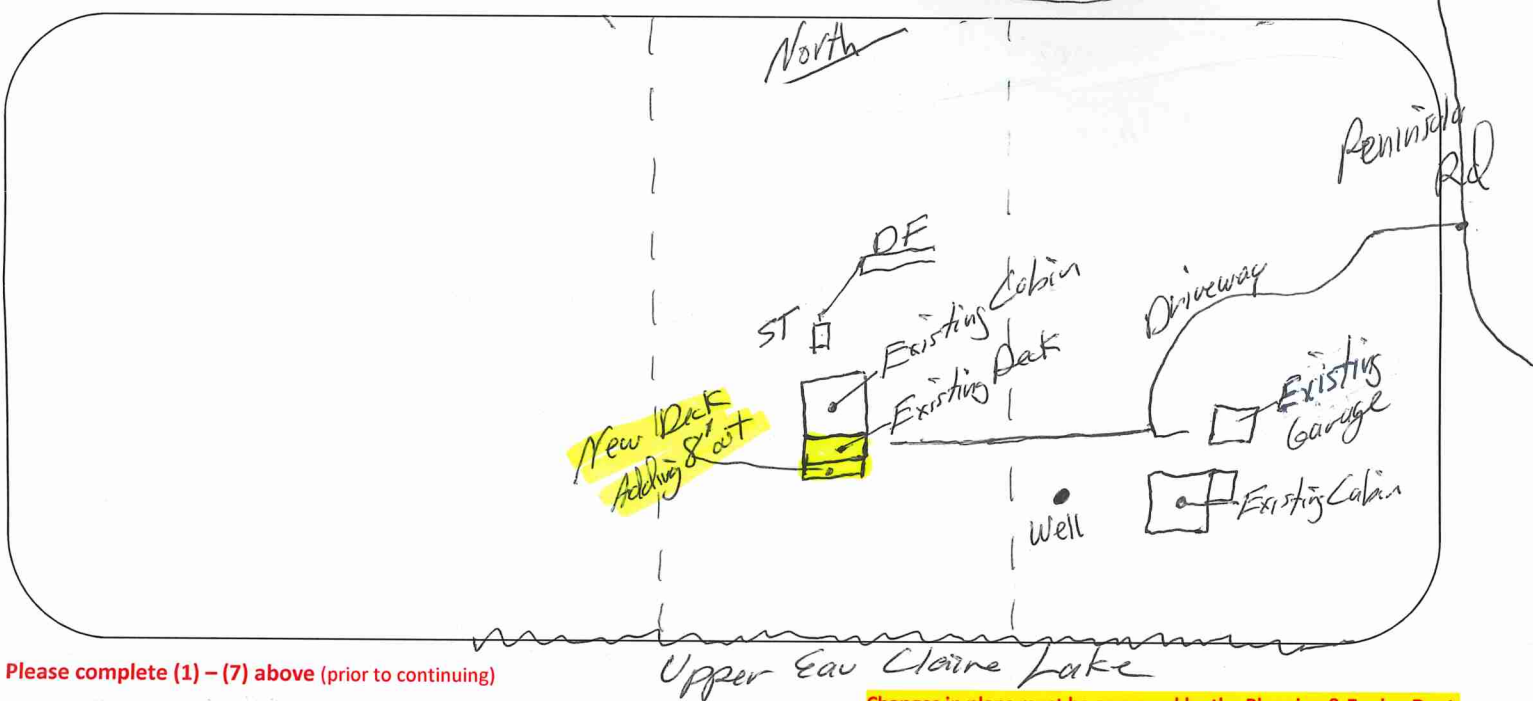 North
Peninsula
Rd
DF
Driveway
ST
Existing Cabin
Existing Deck
Existing
Garage
New Deck
Adding 8' out
Existing Cabin
Well
Upper Eau Claire Lake
Please complete (1) – (7) above (prior to continuing)